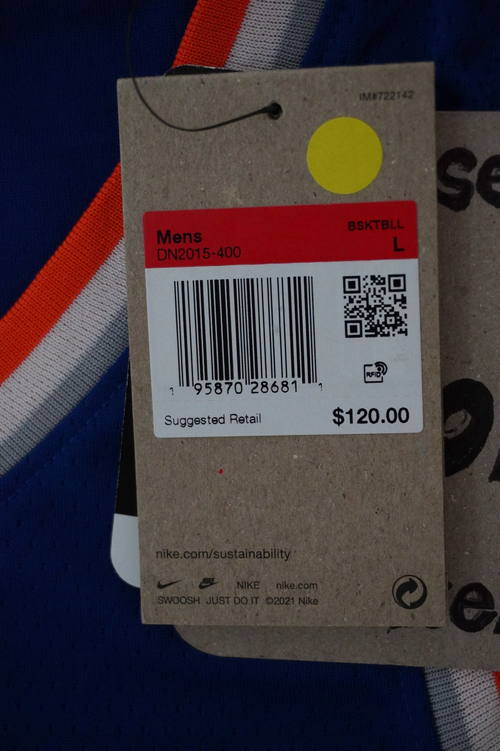 IM#722142
Mens
BSKTBLL
DN2015-400
L
1 95870 28681 1
RFID
Suggested Retail
$120.00
nike.com/sustainability
NIKE nike.com
SWOOSH JUST DO IT ©2021 Nike
se